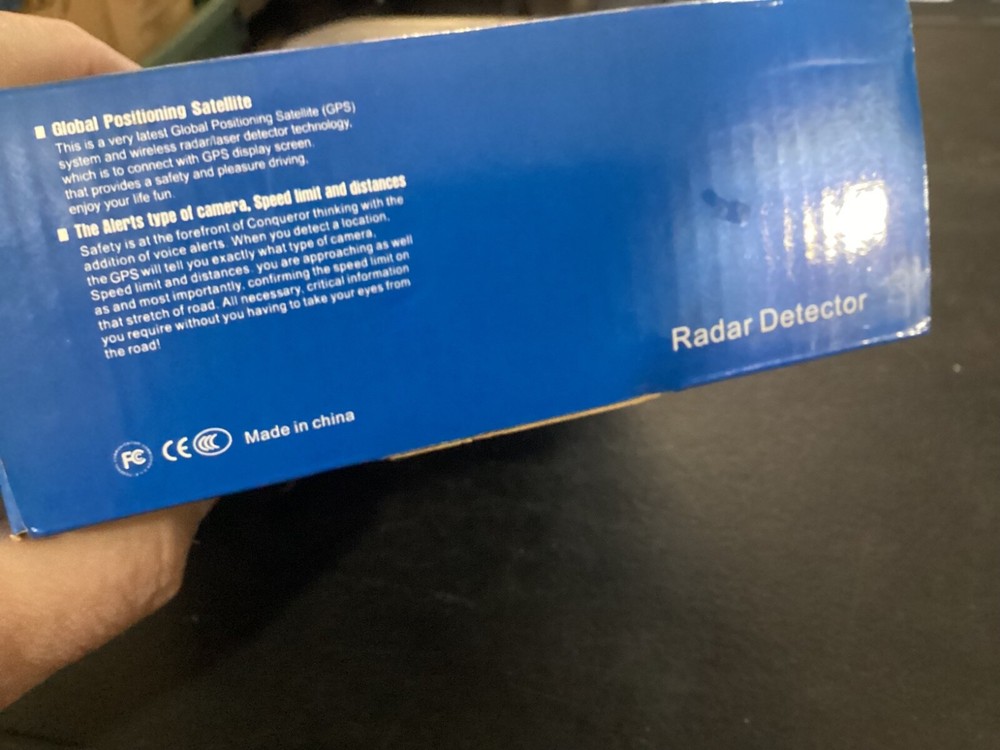 Global Positioning Satellite
This is a very latest Global Positioning Satellite (GPS)
system and wireless radar/laser detector technology,
which is to connect with GPS display screen.
that provides a safety and pleasure driving,
enjoy your life fun.
The Alerts type of camera, Speed limit and distances
Safety is at the forefront of Conqueror thinking with the
addition of voice alerts. When you detect a location,
the GPS will tell you exactly what type of camera,
Speed limit and distances you are approaching as well
as and most importantly, confirming the speed limit on
that stretch of road. All necessary, critical information
you require without you having to take your eyes from
the road!
FC CE CCC Made in china
Radar Detector